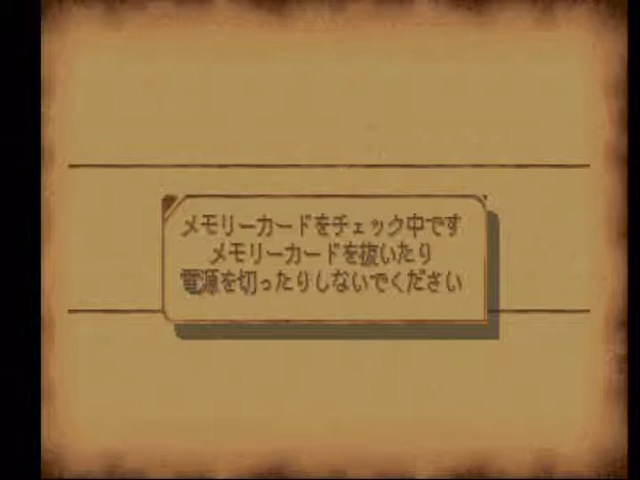 メモリーカードをチェック中です
メモリーカードを抜いたり
電源を切ったりしないでください